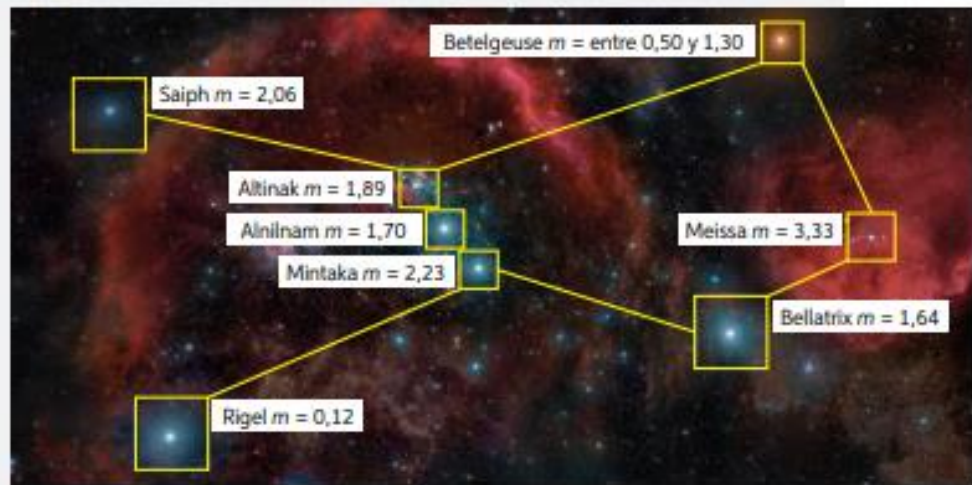 Betelgeuse m = entre 0,50 y 1,30
Saiph m = 2,06
Altinak m = 1,89
Alnilnam m = 1,70
Meissa m = 3,33
Mintaka m = 2,23
Bellatrix m = 1,64
Rigel m = 0,12